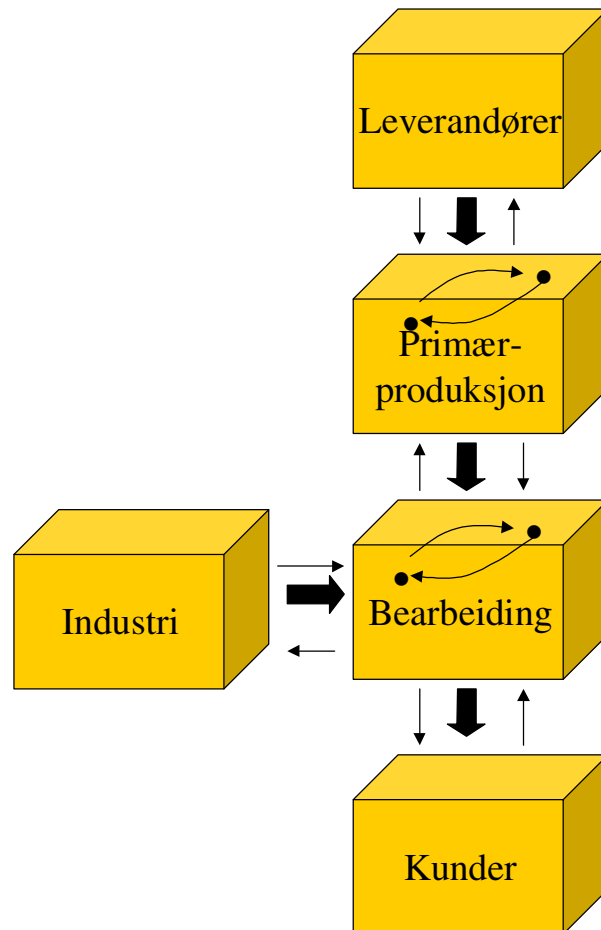 Leverandører
Primær-
produksjon
Industri
Bearbeiding
Kunder